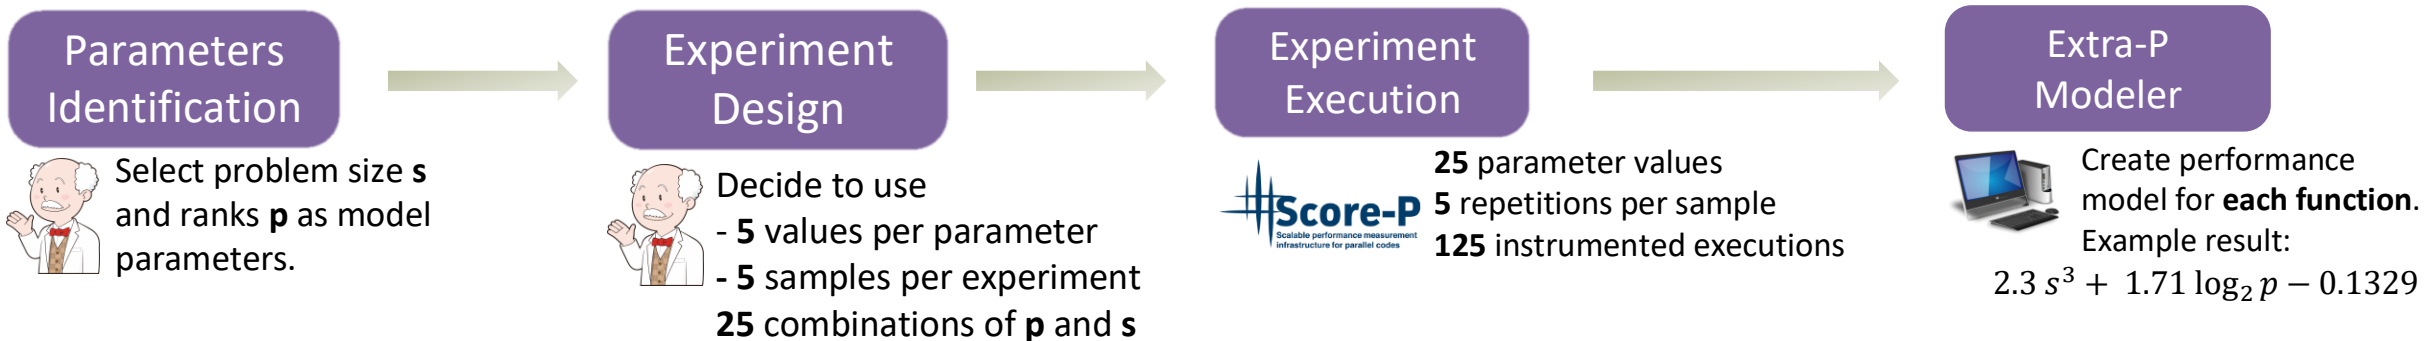 Parameters
Identification
Select problem size s
and ranks p as model
parameters.
Experiment
Design
Decide to use
- 5 values per parameter
- 5 samples per experiment
25 combinations of p and s
Experiment
Execution
Score-P
Scalable performance measurement
infrastructure for parallel codes
25 parameter values
5 repetitions per sample
125 instrumented executions
Extra-P
Modeler
Create performance
model for each function.
Example result:
2.3 s³ + 1.71 log₂ p − 0.1329